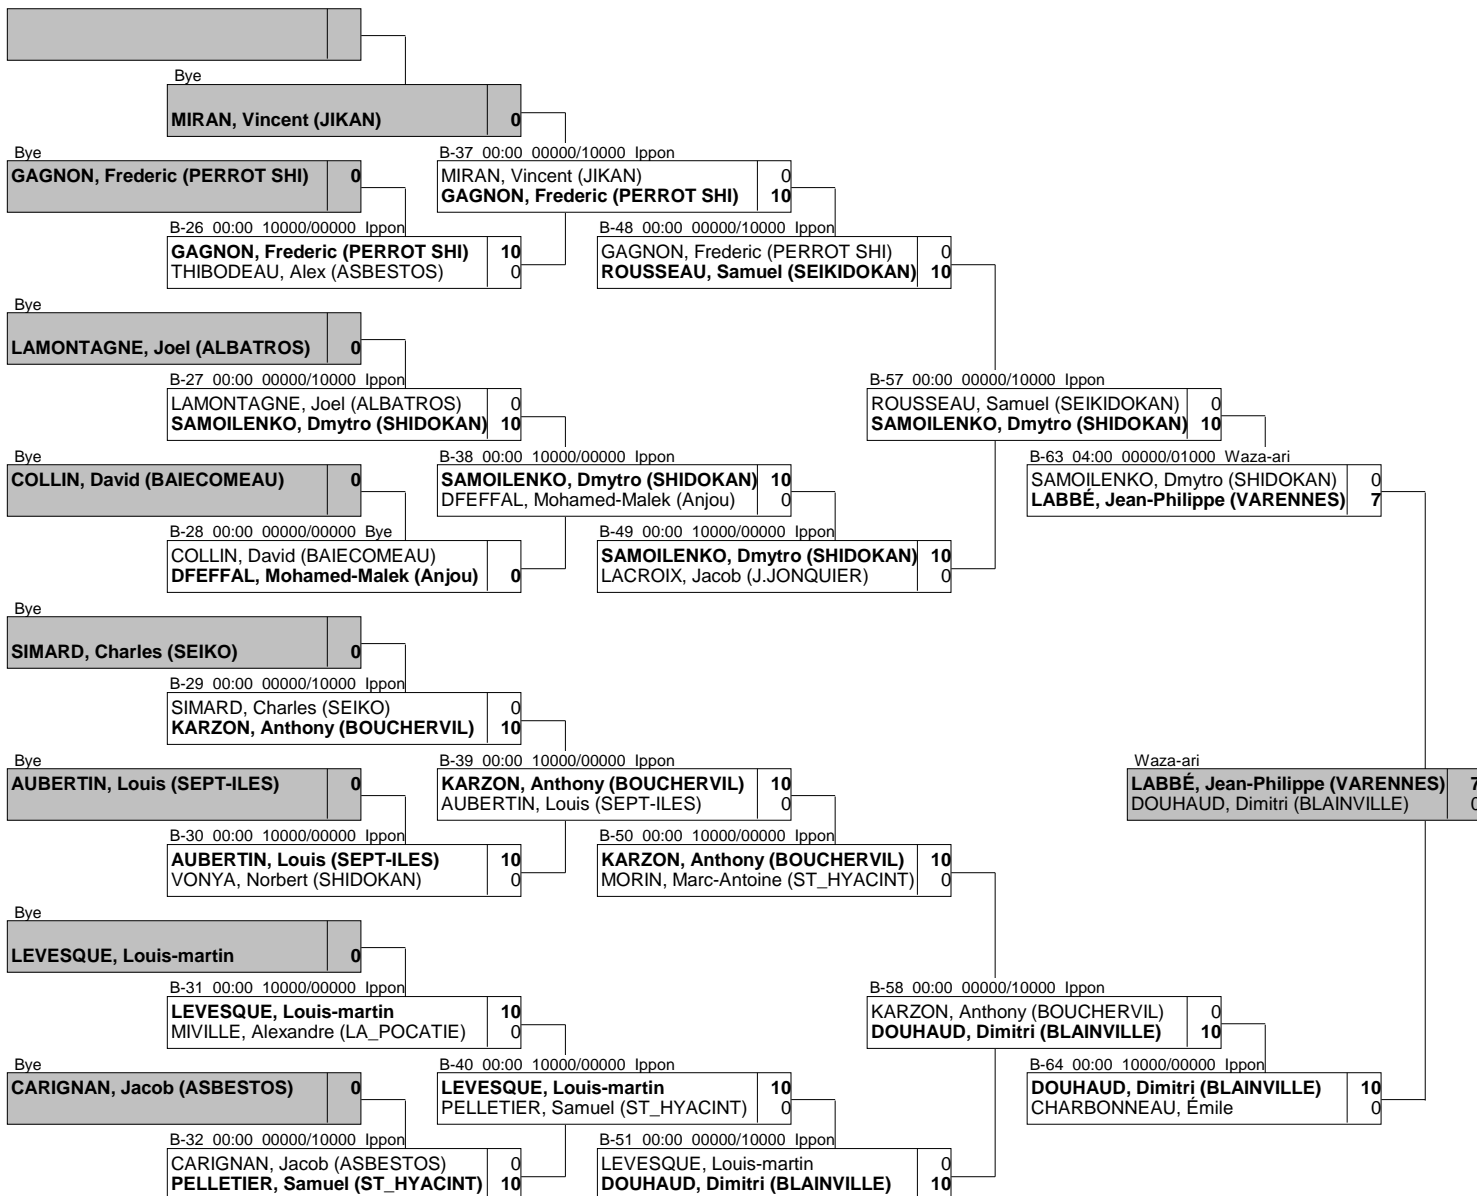 Bye
MIRAN, Vincent (JIKAN) 0
Bye
GAGNON, Frederic (PERROT SHI) 0
B-37 00:00 00000/10000 Ippon
MIRAN, Vincent (JIKAN) 0
GAGNON, Frederic (PERROT SHI) 10
B-26 00:00 10000/00000 Ippon
GAGNON, Frederic (PERROT SHI) 10
THIBODEAU, Alex (ASBESTOS) 0
B-48 00:00 00000/10000 Ippon
GAGNON, Frederic (PERROT SHI) 0
ROUSSEAU, Samuel (SEIKIDOKAN) 10
Bye
LAMONTAGNE, Joel (ALBATROS) 0
B-27 00:00 00000/10000 Ippon
LAMONTAGNE, Joel (ALBATROS) 0
SAMOILENKO, Dmytro (SHIDOKAN) 10
B-57 00:00 00000/10000 Ippon
ROUSSEAU, Samuel (SEIKIDOKAN) 0
SAMOILENKO, Dmytro (SHIDOKAN) 10
Bye
COLLIN, David (BAIECOMEAU) 0
B-38 00:00 10000/00000 Ippon
SAMOILENKO, Dmytro (SHIDOKAN) 10
DFEFFAL, Mohamed-Malek (Anjou) 0
B-63 04:00 00000/01000 Waza-ari
SAMOILENKO, Dmytro (SHIDOKAN) 0
LABBÉ, Jean-Philippe (VARENNES) 7
B-28 00:00 00000/00000 Bye
COLLIN, David (BAIECOMEAU)
DFEFFAL, Mohamed-Malek (Anjou) 0
B-49 00:00 10000/00000 Ippon
SAMOILENKO, Dmytro (SHIDOKAN) 10
LACROIX, Jacob (J.JONQUIER) 0
Bye
SIMARD, Charles (SEIKO) 0
B-29 00:00 00000/10000 Ippon
SIMARD, Charles (SEIKO) 0
KARZON, Anthony (BOUCHERVIL) 10
Bye
AUBERTIN, Louis (SEPT-ILES) 0
B-39 00:00 10000/00000 Ippon
KARZON, Anthony (BOUCHERVIL) 10
AUBERTIN, Louis (SEPT-ILES) 0
Waza-ari
LABBÉ, Jean-Philippe (VARENNES) 7
DOUHAUD, Dimitri (BLAINVILLE) 0
B-30 00:00 10000/00000 Ippon
AUBERTIN, Louis (SEPT-ILES) 10
VONYA, Norbert (SHIDOKAN) 0
B-50 00:00 10000/00000 Ippon
KARZON, Anthony (BOUCHERVIL) 10
MORIN, Marc-Antoine (ST_HYACINT) 0
Bye
LEVESQUE, Louis-martin 0
B-31 00:00 10000/00000 Ippon
LEVESQUE, Louis-martin 10
MIVILLE, Alexandre (LA_POCATIE) 0
B-58 00:00 00000/10000 Ippon
KARZON, Anthony (BOUCHERVIL) 0
DOUHAUD, Dimitri (BLAINVILLE) 10
Bye
CARIGNAN, Jacob (ASBESTOS) 0
B-40 00:00 10000/00000 Ippon
LEVESQUE, Louis-martin 10
PELLETIER, Samuel (ST_HYACINT) 0
B-64 00:00 10000/00000 Ippon
DOUHAUD, Dimitri (BLAINVILLE) 10
CHARBONNEAU, Émile 0
B-32 00:00 00000/10000 Ippon
CARIGNAN, Jacob (ASBESTOS) 0
PELLETIER, Samuel (ST_HYACINT) 10
B-51 00:00 00000/10000 Ippon
LEVESQUE, Louis-martin 0
DOUHAUD, Dimitri (BLAINVILLE) 10